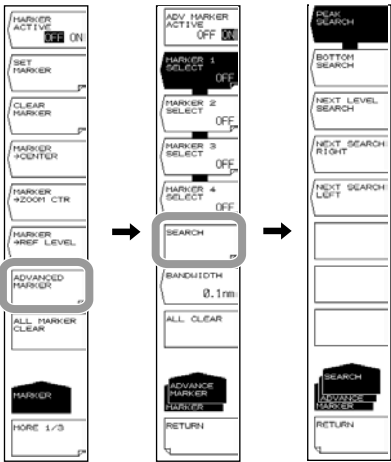 MARKER
ACTIVE
OFF ON
SET
MARKER
CLEAR
MARKER
MARKER
→CENTER
MARKER
→ZOOM CTR
MARKER
→REF LEVEL
ADVANCED
MARKER
ALL MARKER
CLEAR
MARKER
MORE 1/3
ADV MARKER
ACTIVE
OFF ON
MARKER 1
SELECT
OFF
MARKER 2
SELECT
OFF
MARKER 3
SELECT
OFF
MARKER 4
SELECT
OFF
SEARCH
BANDWIDTH
0.1nm
ALL CLEAR
ADVANCE
MARKER
MARKER
RETURN
PEAK
SEARCH
BOTTOM
SEARCH
NEXT LEVEL
SEARCH
NEXT SEARCH
RIGHT
NEXT SEARCH
LEFT
SEARCH
ADVANCE
MARKER
RETURN